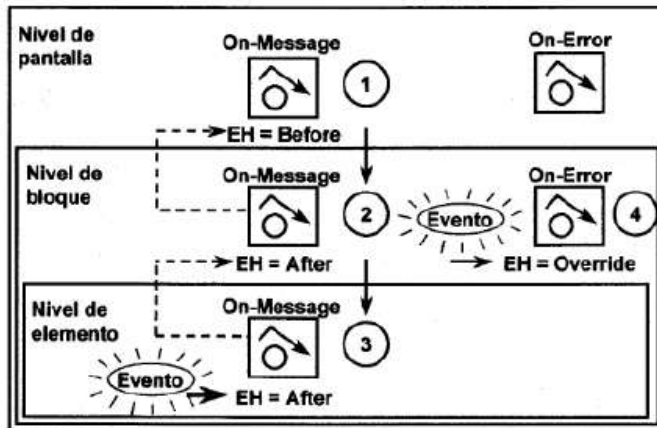 Nivel de
pantalla
On-Message
On-Error
1
EH = Before
Nivel de
bloque
On-Message
On-Error
2
Evento
4
EH = After
EH = Override
Nivel de
elemento
On-Message
3
Evento
EH = After